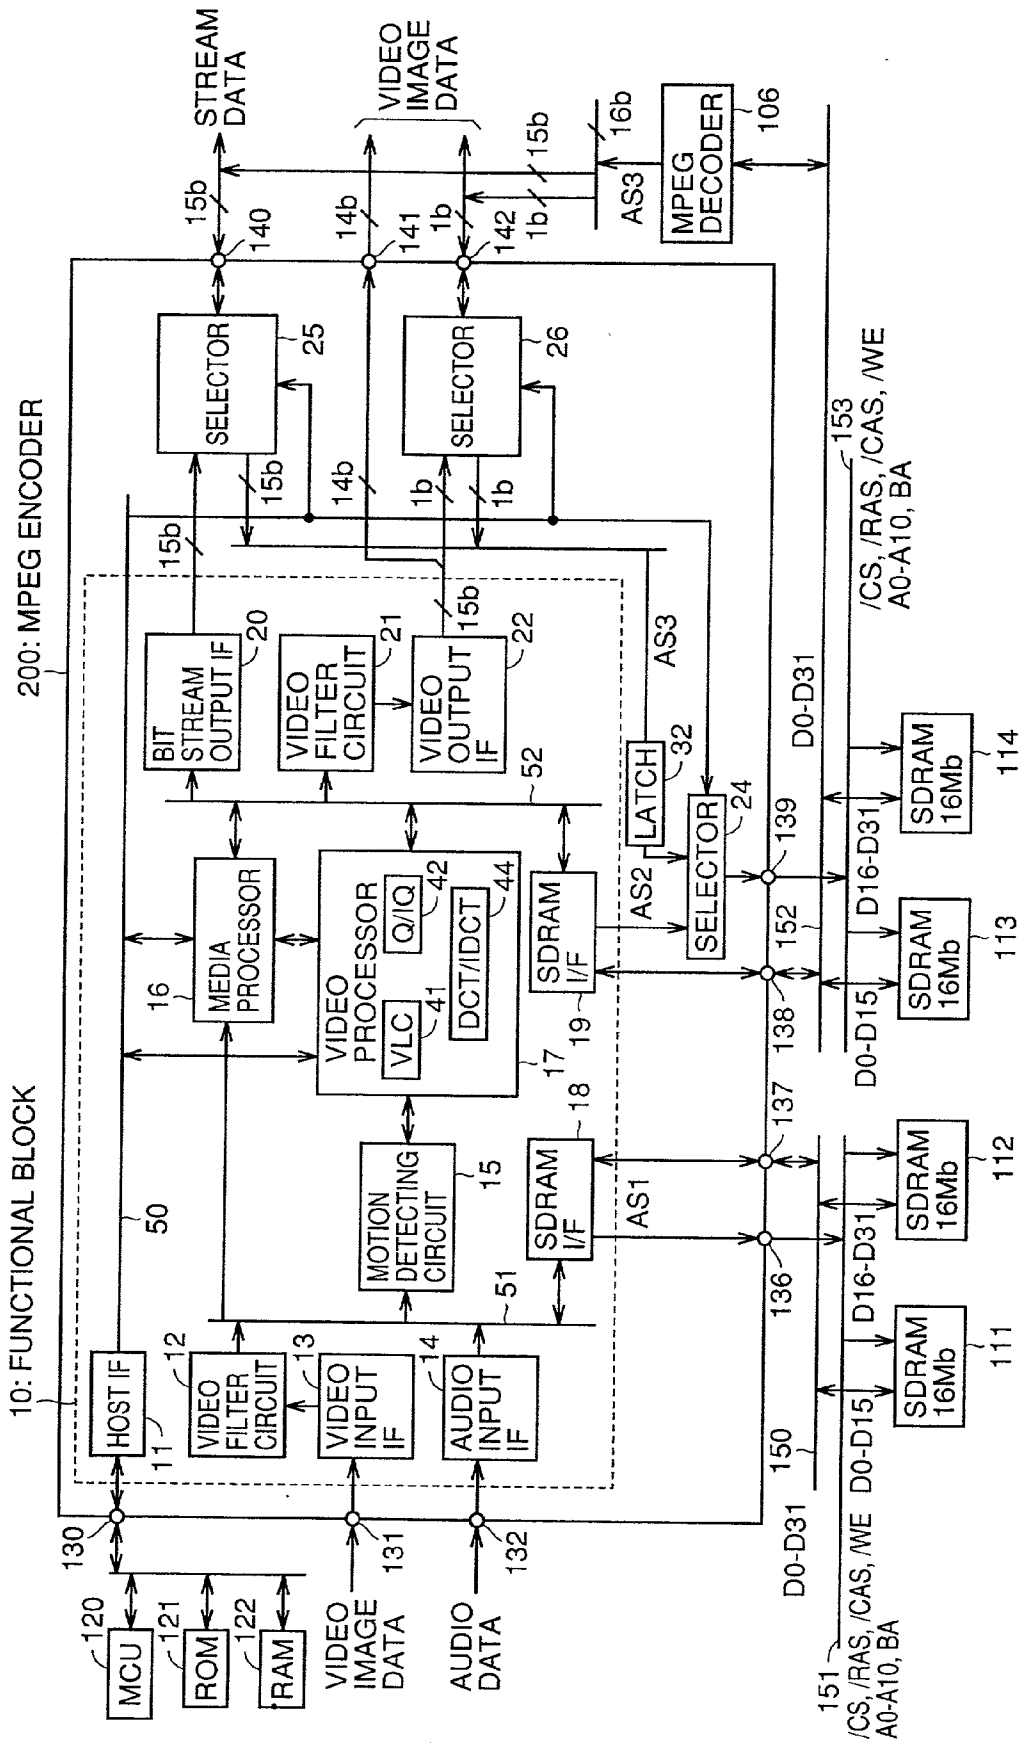 200: MPEG ENCODER
10: FUNCTIONAL BLOCK
120
MCU
121
ROM
122
RAM
130
VIDEO
IMAGE
DATA
131
AUDIO
DATA
132
HOST IF
11
50
12
VIDEO
FILTER
CIRCUIT
13
VIDEO
INPUT
IF
14
AUDIO
INPUT
IF
51
16
MEDIA
PROCESSOR
MOTION
DETECTING
CIRCUIT
15
VIDEO
PROCESSOR
VLC
41
Q/IQ
42
DCT/IDCT
44
17
SDRAM
I/F
18
SDRAM
I/F
19
52
BIT
STREAM
OUTPUT IF
20
VIDEO
FILTER
CIRCUIT
21
VIDEO
OUTPUT
IF
22
15b
15b
15b
14b
1b
1b
SELECTOR
25
SELECTOR
26
LATCH
32
AS3
AS2
SELECTOR
24
AS1
140
141
142
15b
14b
1b
STREAM
DATA
VIDEO
IMAGE
DATA
15b
1b
16b
AS3
MPEG
DECODER
106
136
137
138
139
D0-D31
150
151
/CS, /RAS, /CAS, /WE
A0-A10, BA
D0-D15
D16-D31
SDRAM
16Mb
111
SDRAM
16Mb
112
152
D0-D31
153
/CS, /RAS, /CAS, /WE
A0-A10, BA
D0-D15
D16-D31
SDRAM
16Mb
113
SDRAM
16Mb
114